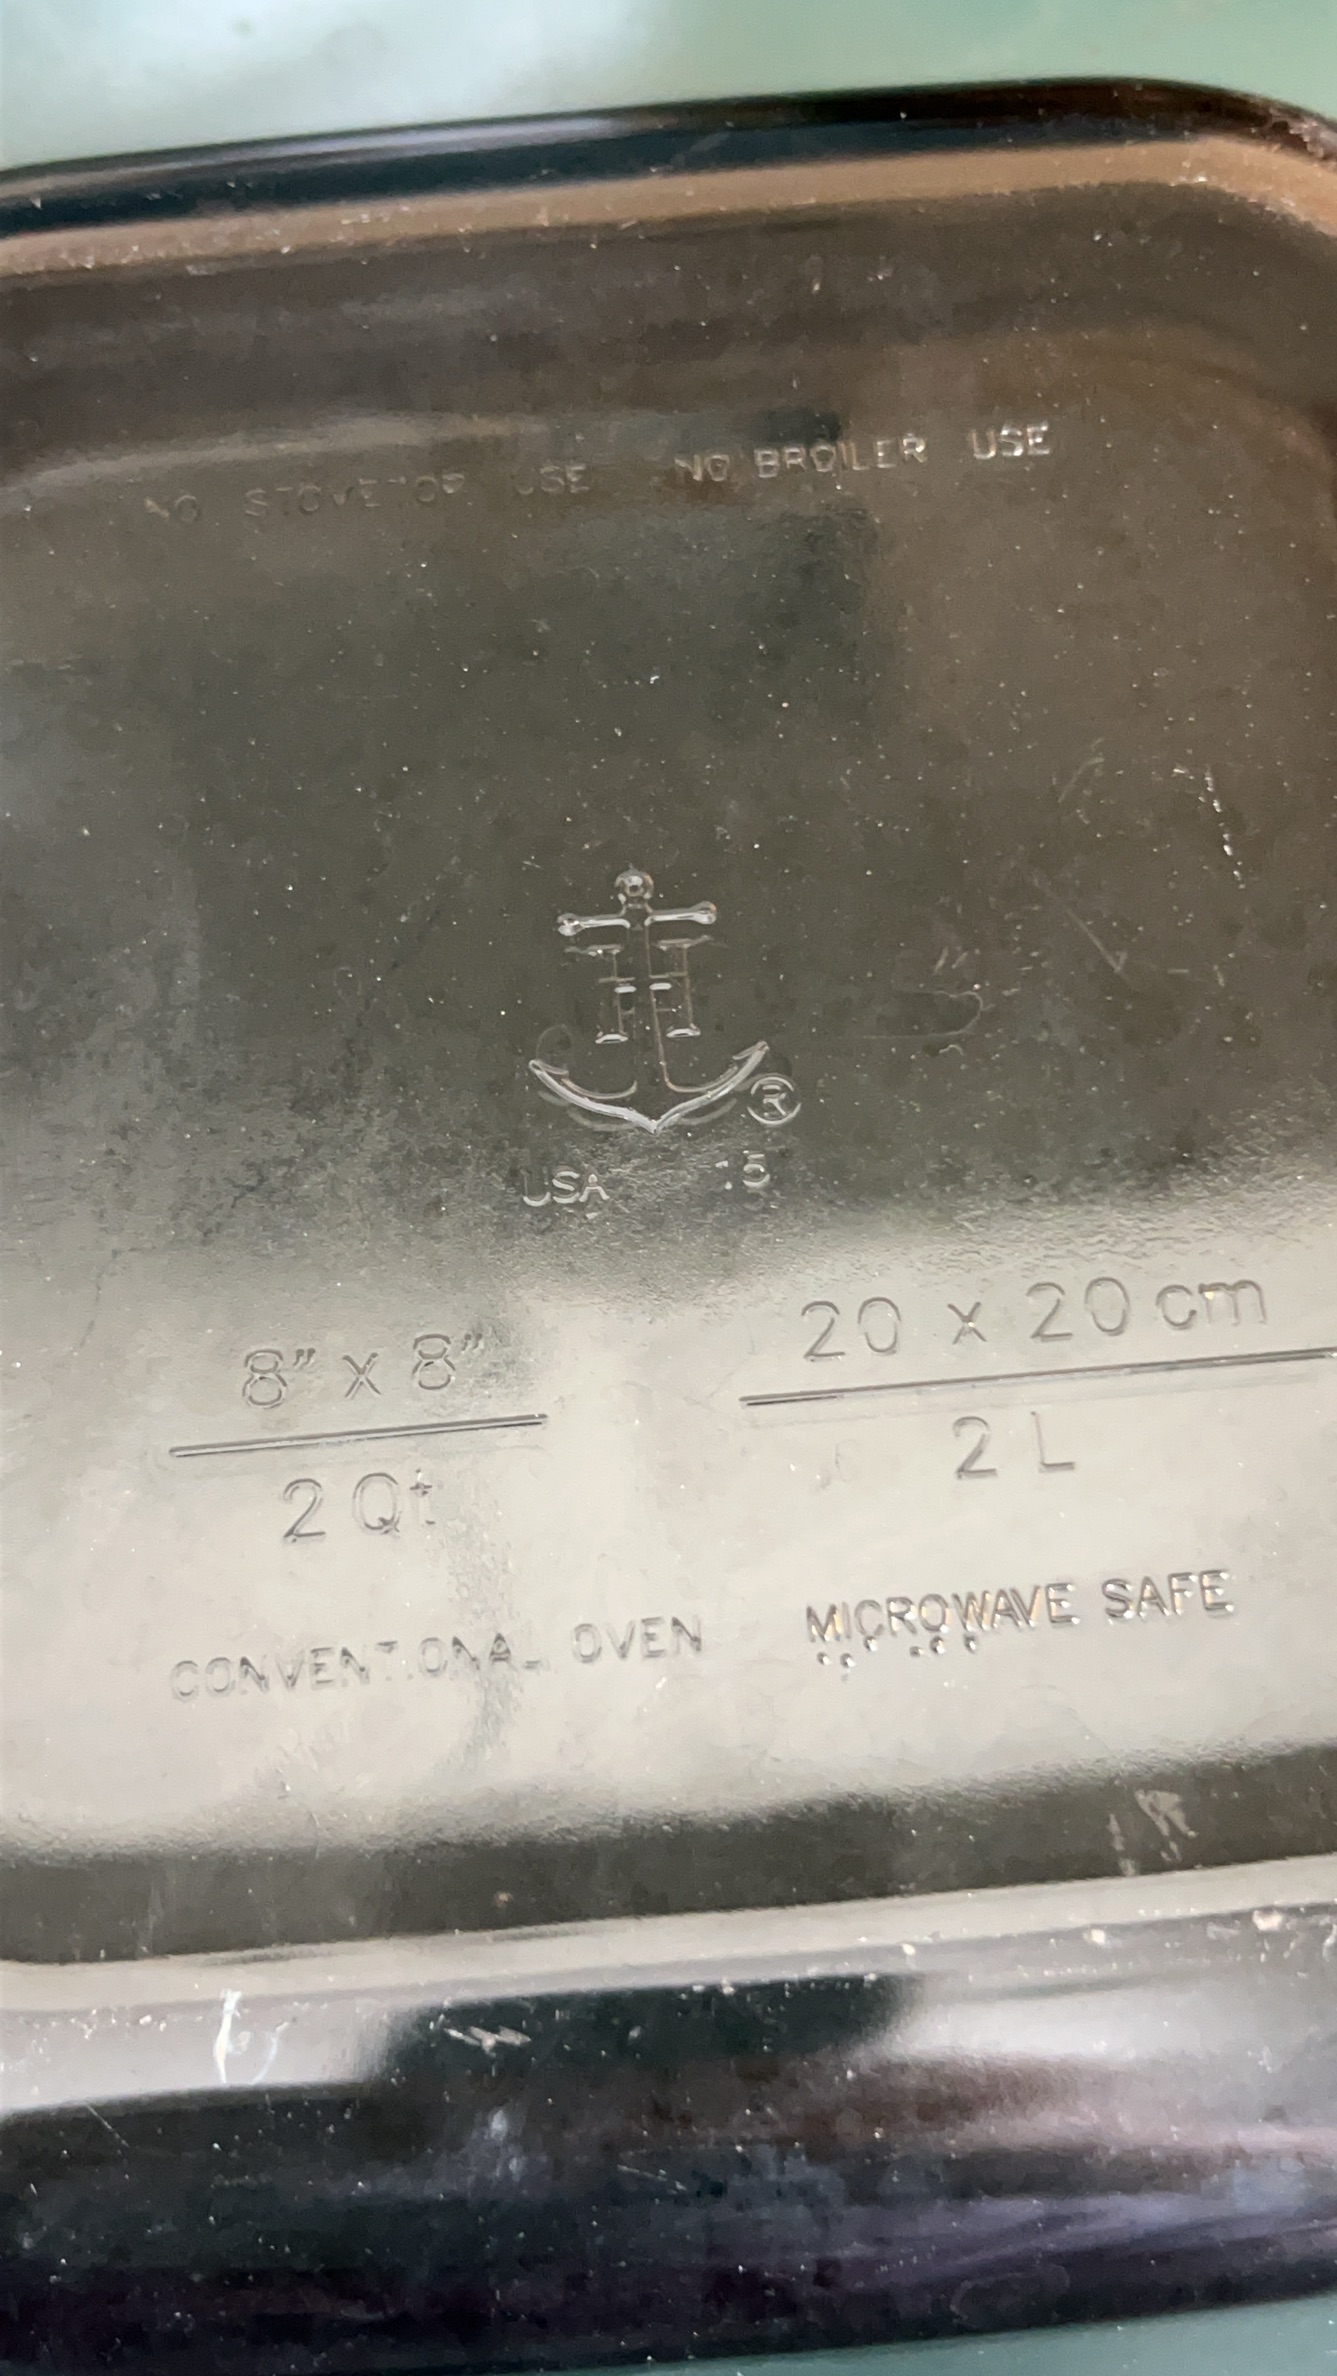 NO STOVETOP USE NO BROILER USE
H
®
USA 15
8" x 8" 20 x 20 cm
2 Qt 2 L
CONVENTIONAL OVEN MICROWAVE SAFE